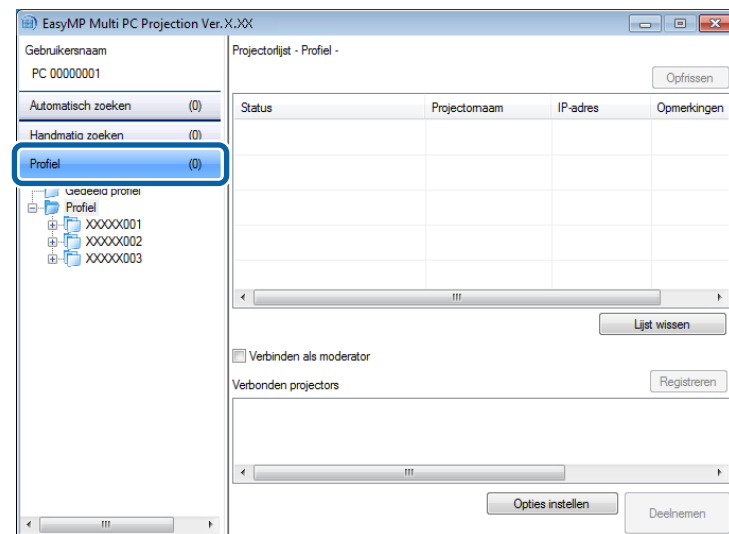 EasyMP Multi PC Projection Ver.X.XX
Gebruikersnaam
PC 00000001
Automatisch zoeken (0)
Handmatig zoeken (0)
Profiel (0)
Gedeeld profiel
Profiel
XXXXX001
XXXXX002
XXXXX003
Projectorlijst - Profiel -
Opfrissen
Status Projectornaam IP-adres Opmerkingen
Lijst wissen
Verbinden als moderator
Verbonden projectors
Registreren
Opties instellen
Deelnemen